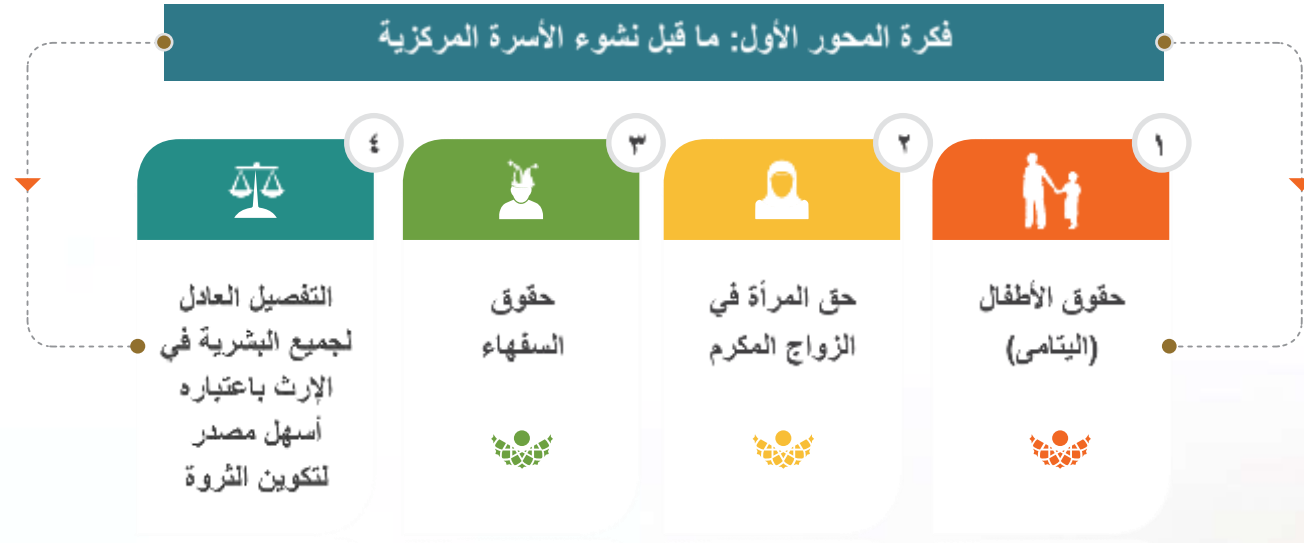 فكرة المحور الأول: ما قبل نشوء الأسرة المركزية
١
حقوق الأطفال
(اليتامى)
٢
حق المرأة في
الزواج المكرم
٣
حقوق
السفهاء
٤
التفصيل العادل
لجميع البشرية في
الإرث باعتباره
أسهل مصدر
لتكوين الثروة